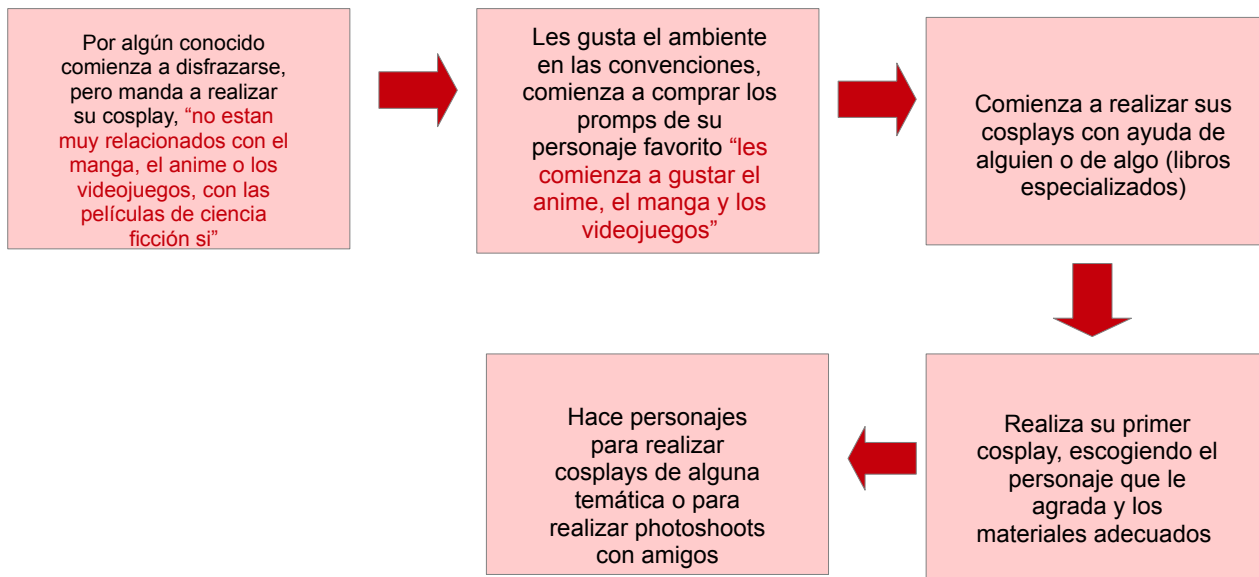 Por algún conocido
comienza a disfrazarse,
pero manda a realizar
su cosplay, “no estan
muy relacionados con el
manga, el anime o los
videojuegos, con las
películas de ciencia
ficción si”
Les gusta el ambiente
en las convenciones,
comienza a comprar los
promps de su
personaje favorito “les
comienza a gustar el
anime, el manga y los
videojuegos”
Comienza a realizar sus
cosplays con ayuda de
alguien o de algo (libros
especializados)
Realiza su primer
cosplay, escogiendo el
personaje que le
agrada y los
materiales adecuados
Hace personajes
para realizar
cosplays de alguna
temática o para
realizar photoshoots
con amigos